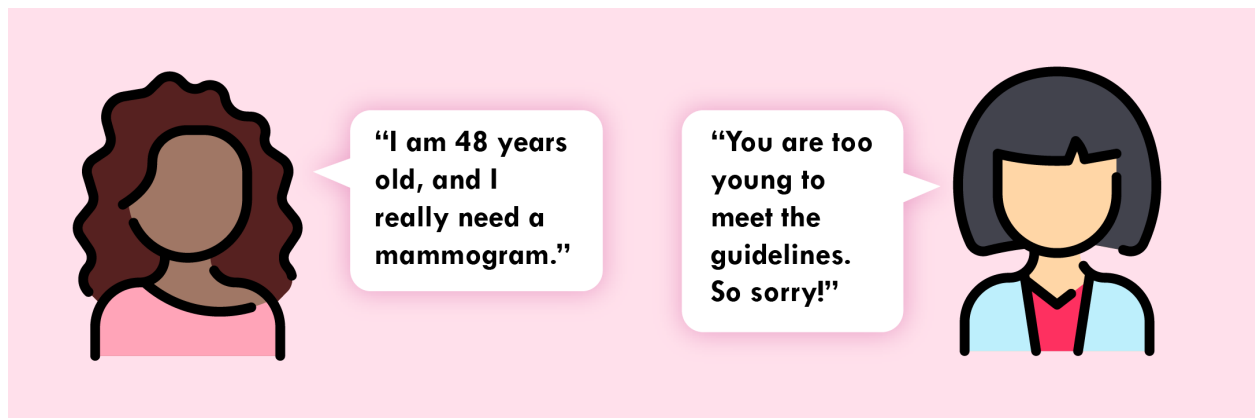 “I am 48 years
old, and I
really need a
mammogram.”
“You are too
young to
meet the
guidelines.
So sorry!”